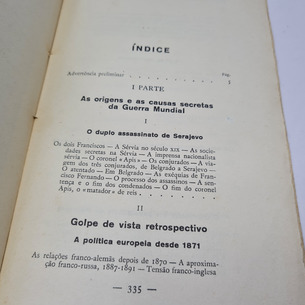 ÍNDICE
Pág.
Advertência preliminar . . . . . 5
I PARTE
As origens e as causas secretas
da Guerra Mundial
I
O duplo assassinato de Serajevo
Os dois Franciscos — A Sérvia no século XIX — As socie-
dades secretas na Sérvia — A impressa nacionalista
sérvia — O coronel «Apis» — Os conjurados — A via-
gem dos três conjurados, de Belgrado a Serajevo —
O atentado — Em Belgrado — As exéquias de Fran-
cisco Fernando — O processo dos assassinos — A sen-
tença e o fim dos condenados — O fim do coronel
Apis, o «matador» de reis . . . . .
II
Golpe de vista retrospectivo
A política europeia desde 1871
As relações franco-alemãs depois de 1870 — A aproxima-
ção franco-russa, 1887-1891 — Tensão franco-inglesa
— 335 —